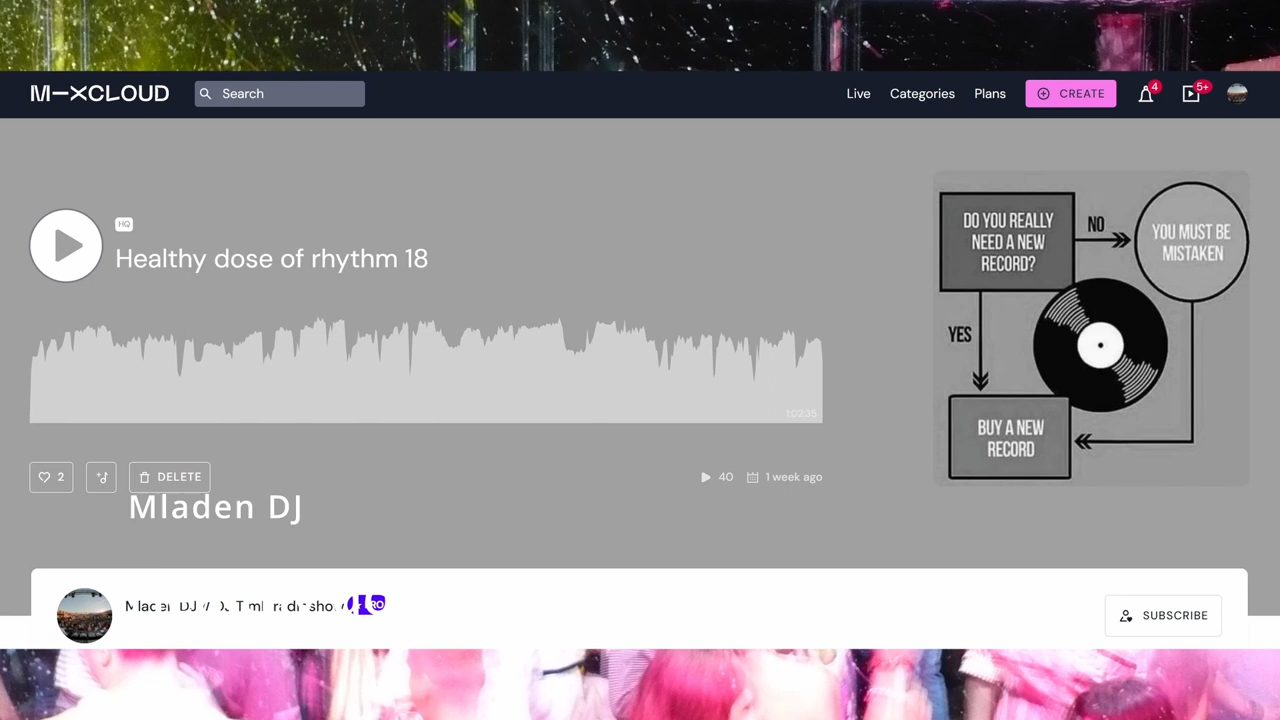 M-XCLOUD
Search
Live
Categories
Plans
CREATE
4
5+
HQ
Healthy dose of rhythm 18
1:02:35
2
DELETE
40
1 week ago
Mladen DJ
DO YOU REALLY
NEED A NEW
RECORD?
NO
YOU MUST BE
MISTAKEN
YES
BUY A NEW
RECORD
SUBSCRIBE